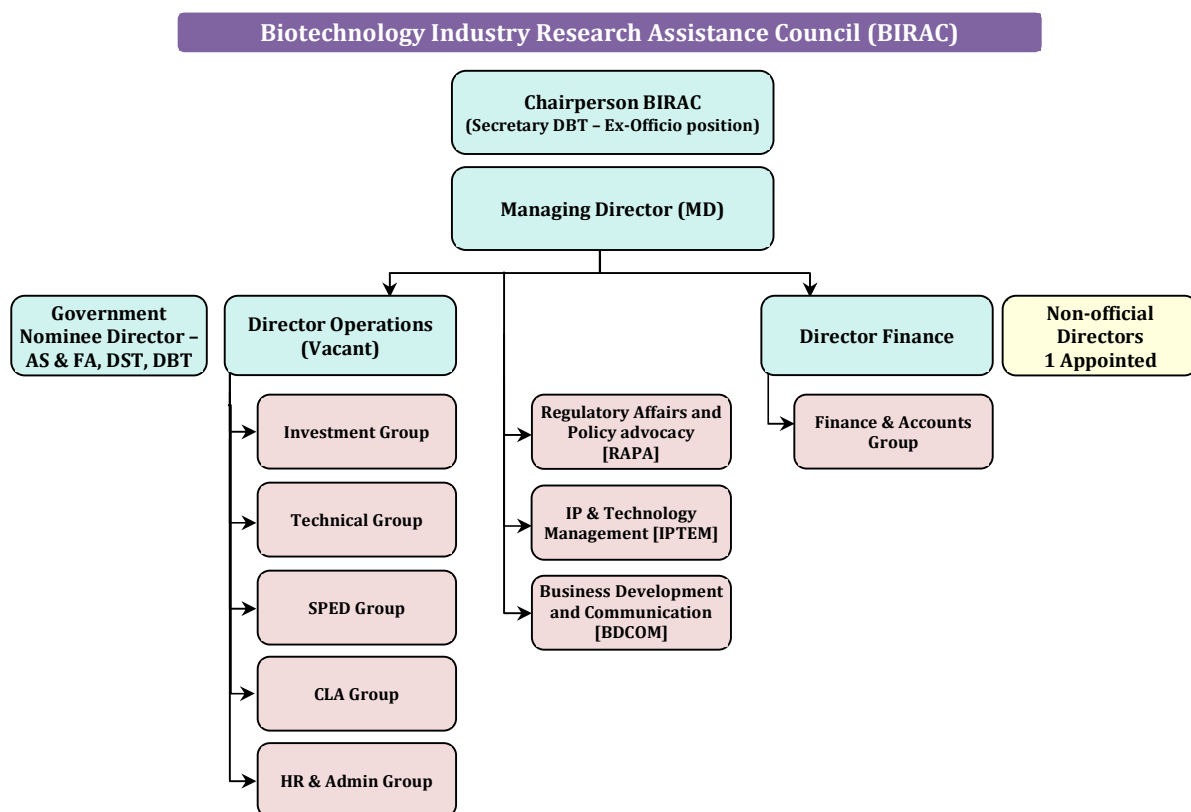 Biotechnology Industry Research Assistance Council (BIRAC)
Chairperson BIRAC
(Secretary DBT – Ex-Officio position)
Managing Director (MD)
Government
Nominee Director –
AS & FA, DST, DBT
Director Operations
(Vacant)
Director Finance
Non-official
Directors
1 Appointed
Investment Group
Technical Group
SPED Group
CLA Group
HR & Admin Group
Regulatory Affairs and
Policy advocacy
[RAPA]
IP & Technology
Management [IPTEM]
Business Development
and Communication
[BDCOM]
Finance & Accounts
Group